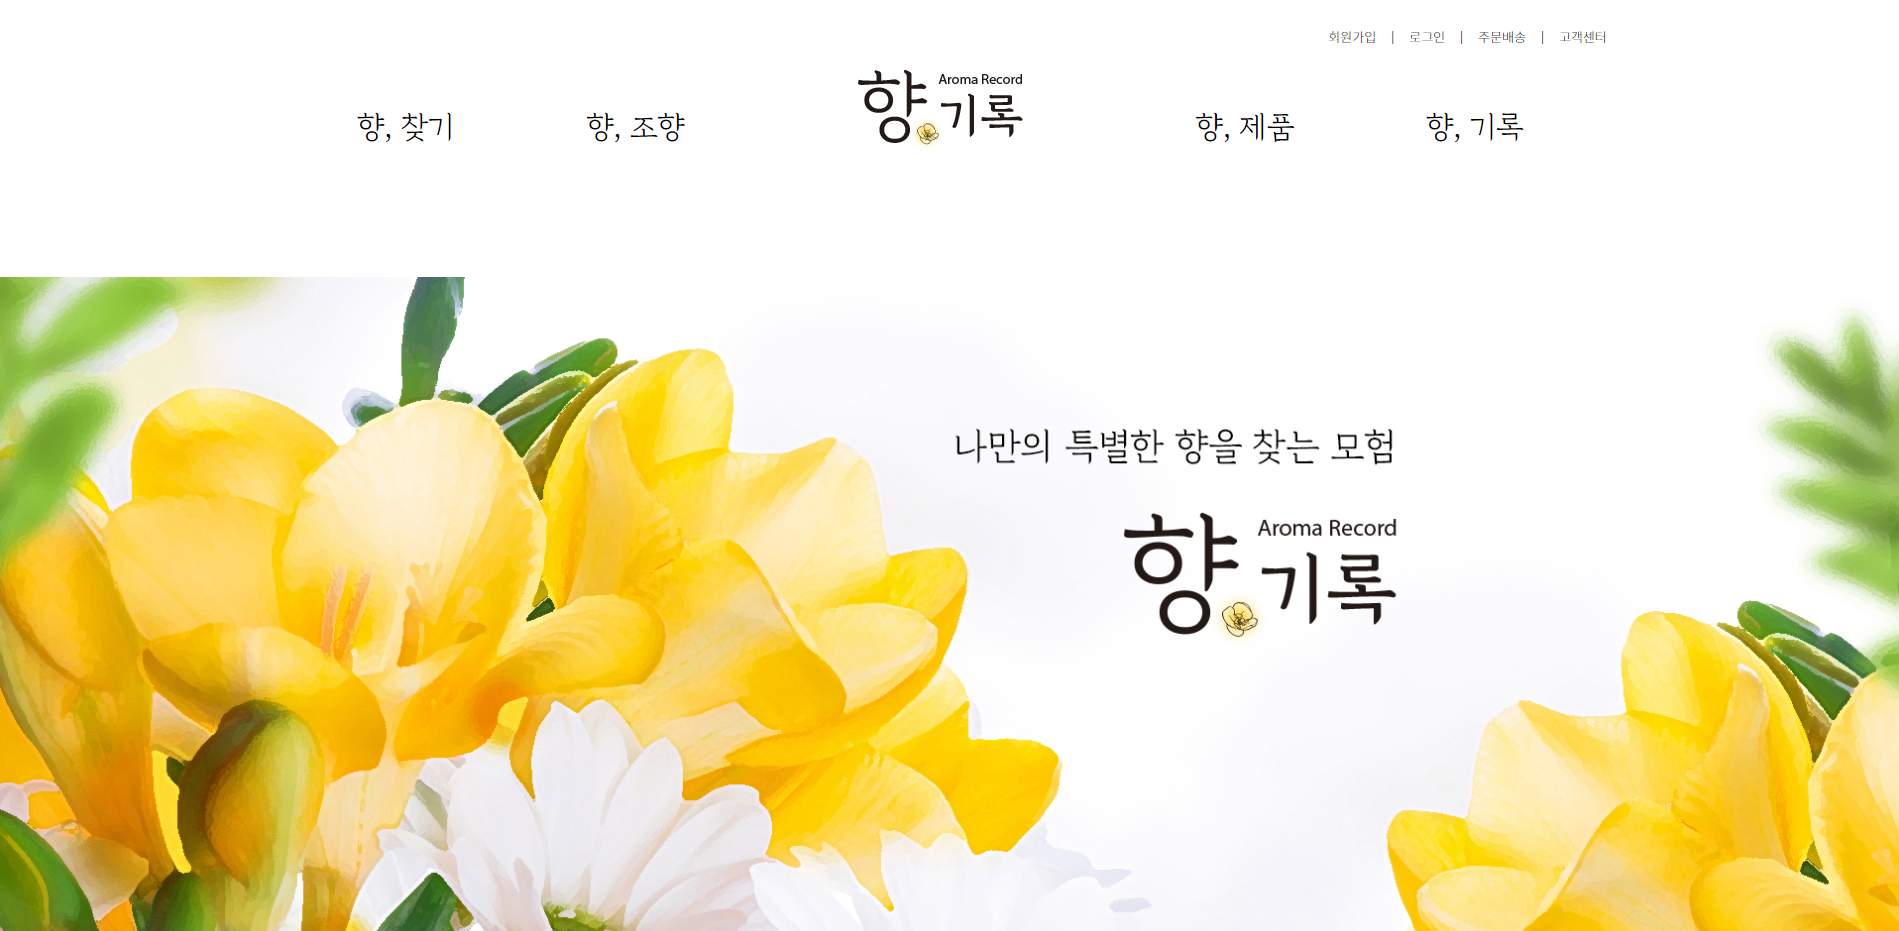 회원가입 | 로그인 | 주문배송 | 고객센터
향, 찾기
향, 조향
Aroma Record
향기록
향, 제품
향, 기록
나만의 특별한 향을 찾는 모험
Aroma Record
향기록